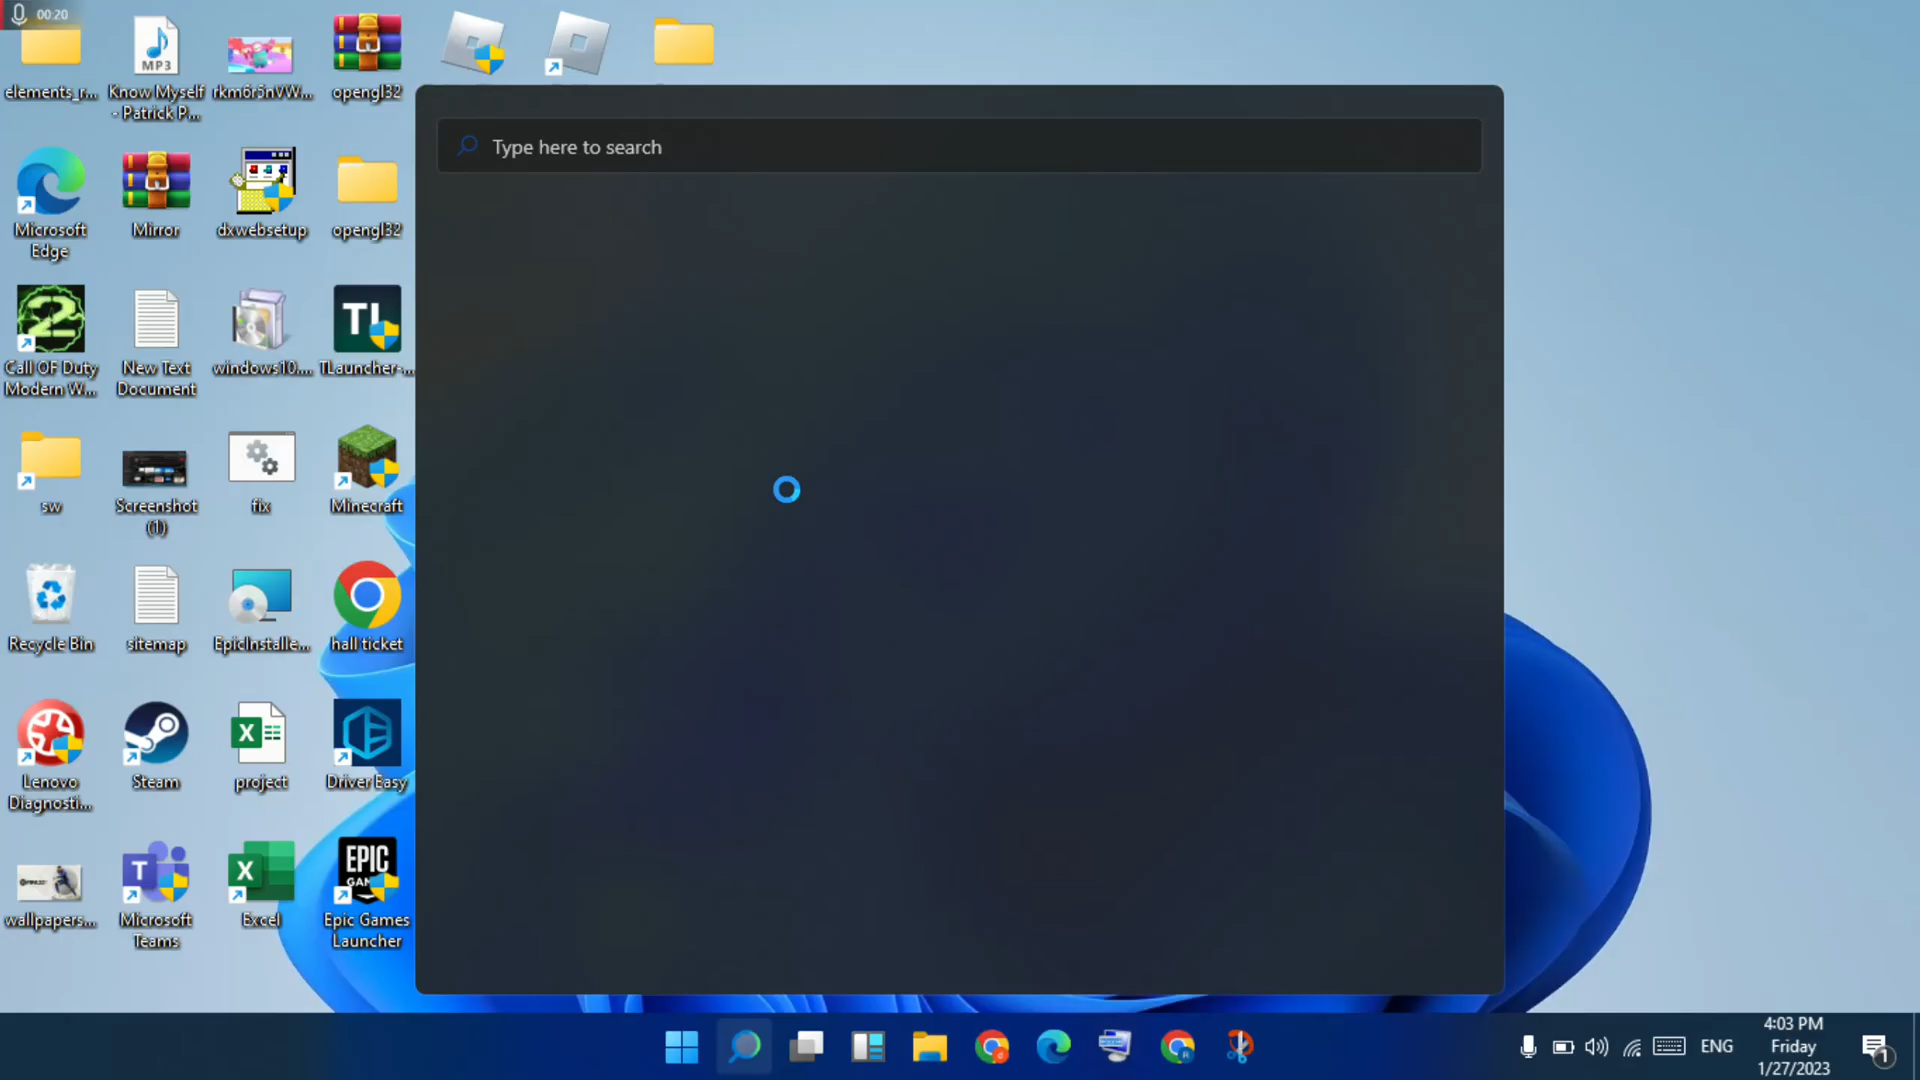 00:20
elements_r...
Know Myself
- Patrick P...
MP3
rkm6r5nVW...
opengl32
Type here to search
Microsoft
Edge
Mirror
dxwebsetup
opengl32
Call OF Duty
Modern W...
New Text
Document
windows10....
TL
TLauncher-...
sw
Screenshot
(1)
fix
Minecraft
Recycle Bin
sitemap
EpicInstalle...
hall ticket
Lenovo
Diagnosti...
Steam
project
Driver Easy
wallpapers...
Microsoft
Teams
Excel
EPIC
Epic Games
Launcher
ENG
4:03 PM
Friday
1/27/2023
1